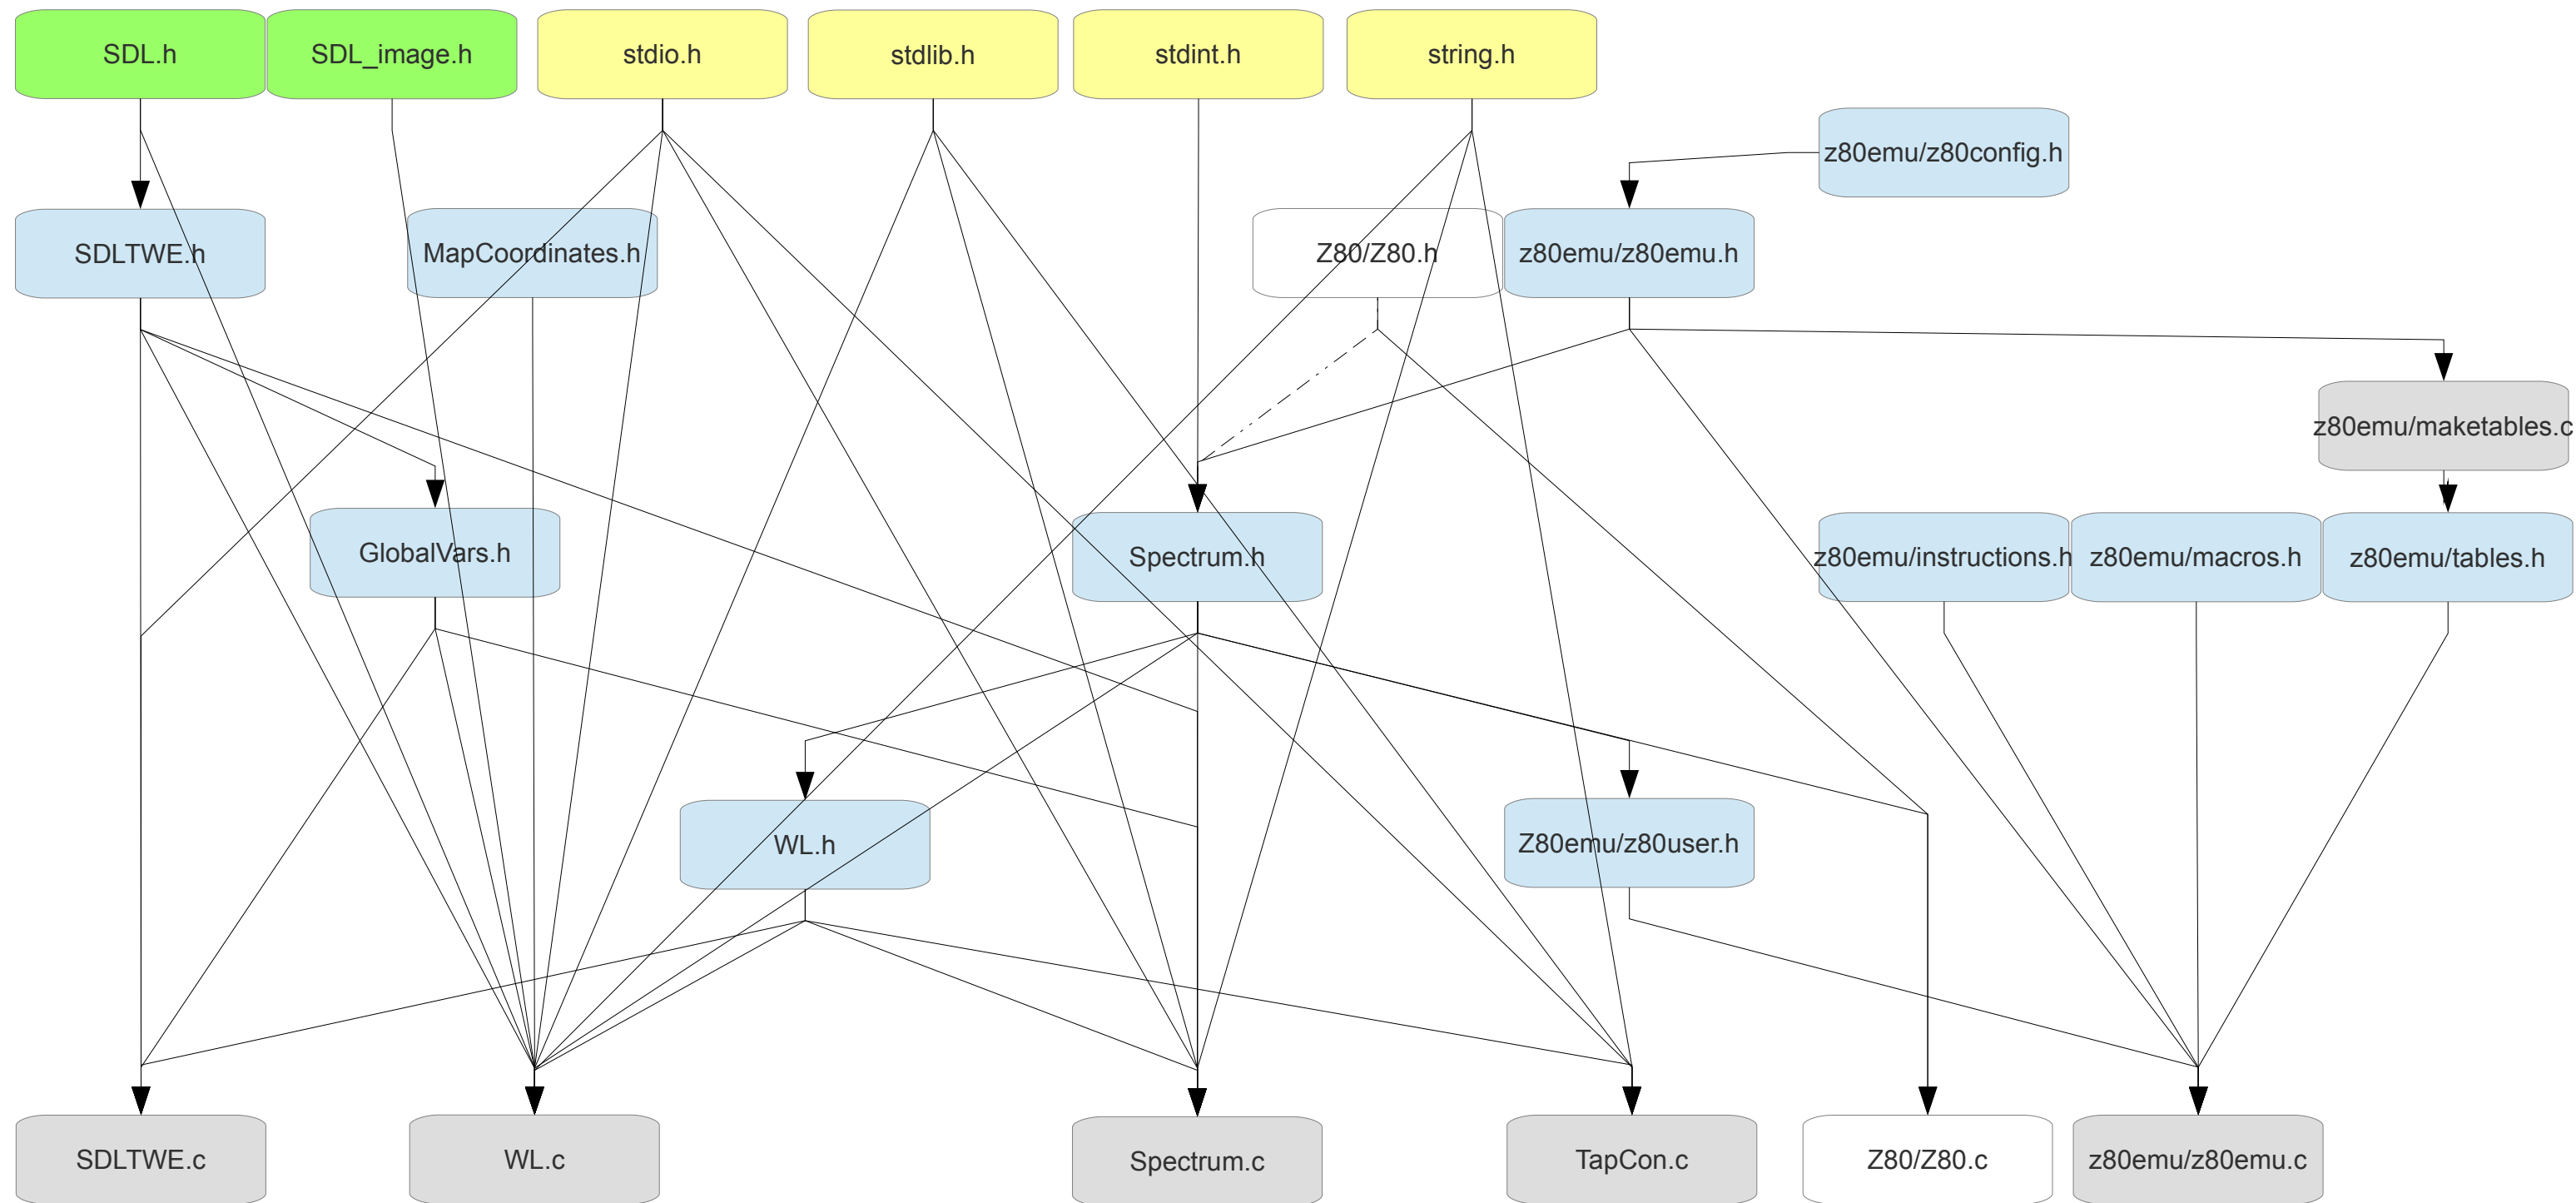 SDL.h
SDL_image.h
stdio.h
stdlib.h
stdint.h
string.h
z80emu/z80config.h
SDLTWE.h
MapCoordinates.h
Z80/Z80.h
z80emu/z80emu.h
z80emu/maketables.c
GlobalVars.h
Spectrum.h
z80emu/instructions.h
z80emu/macros.h
z80emu/tables.h
WL.h
Z80emu/z80user.h
SDLTWE.c
WL.c
Spectrum.c
TapCon.c
Z80/Z80.c
z80emu/z80emu.c